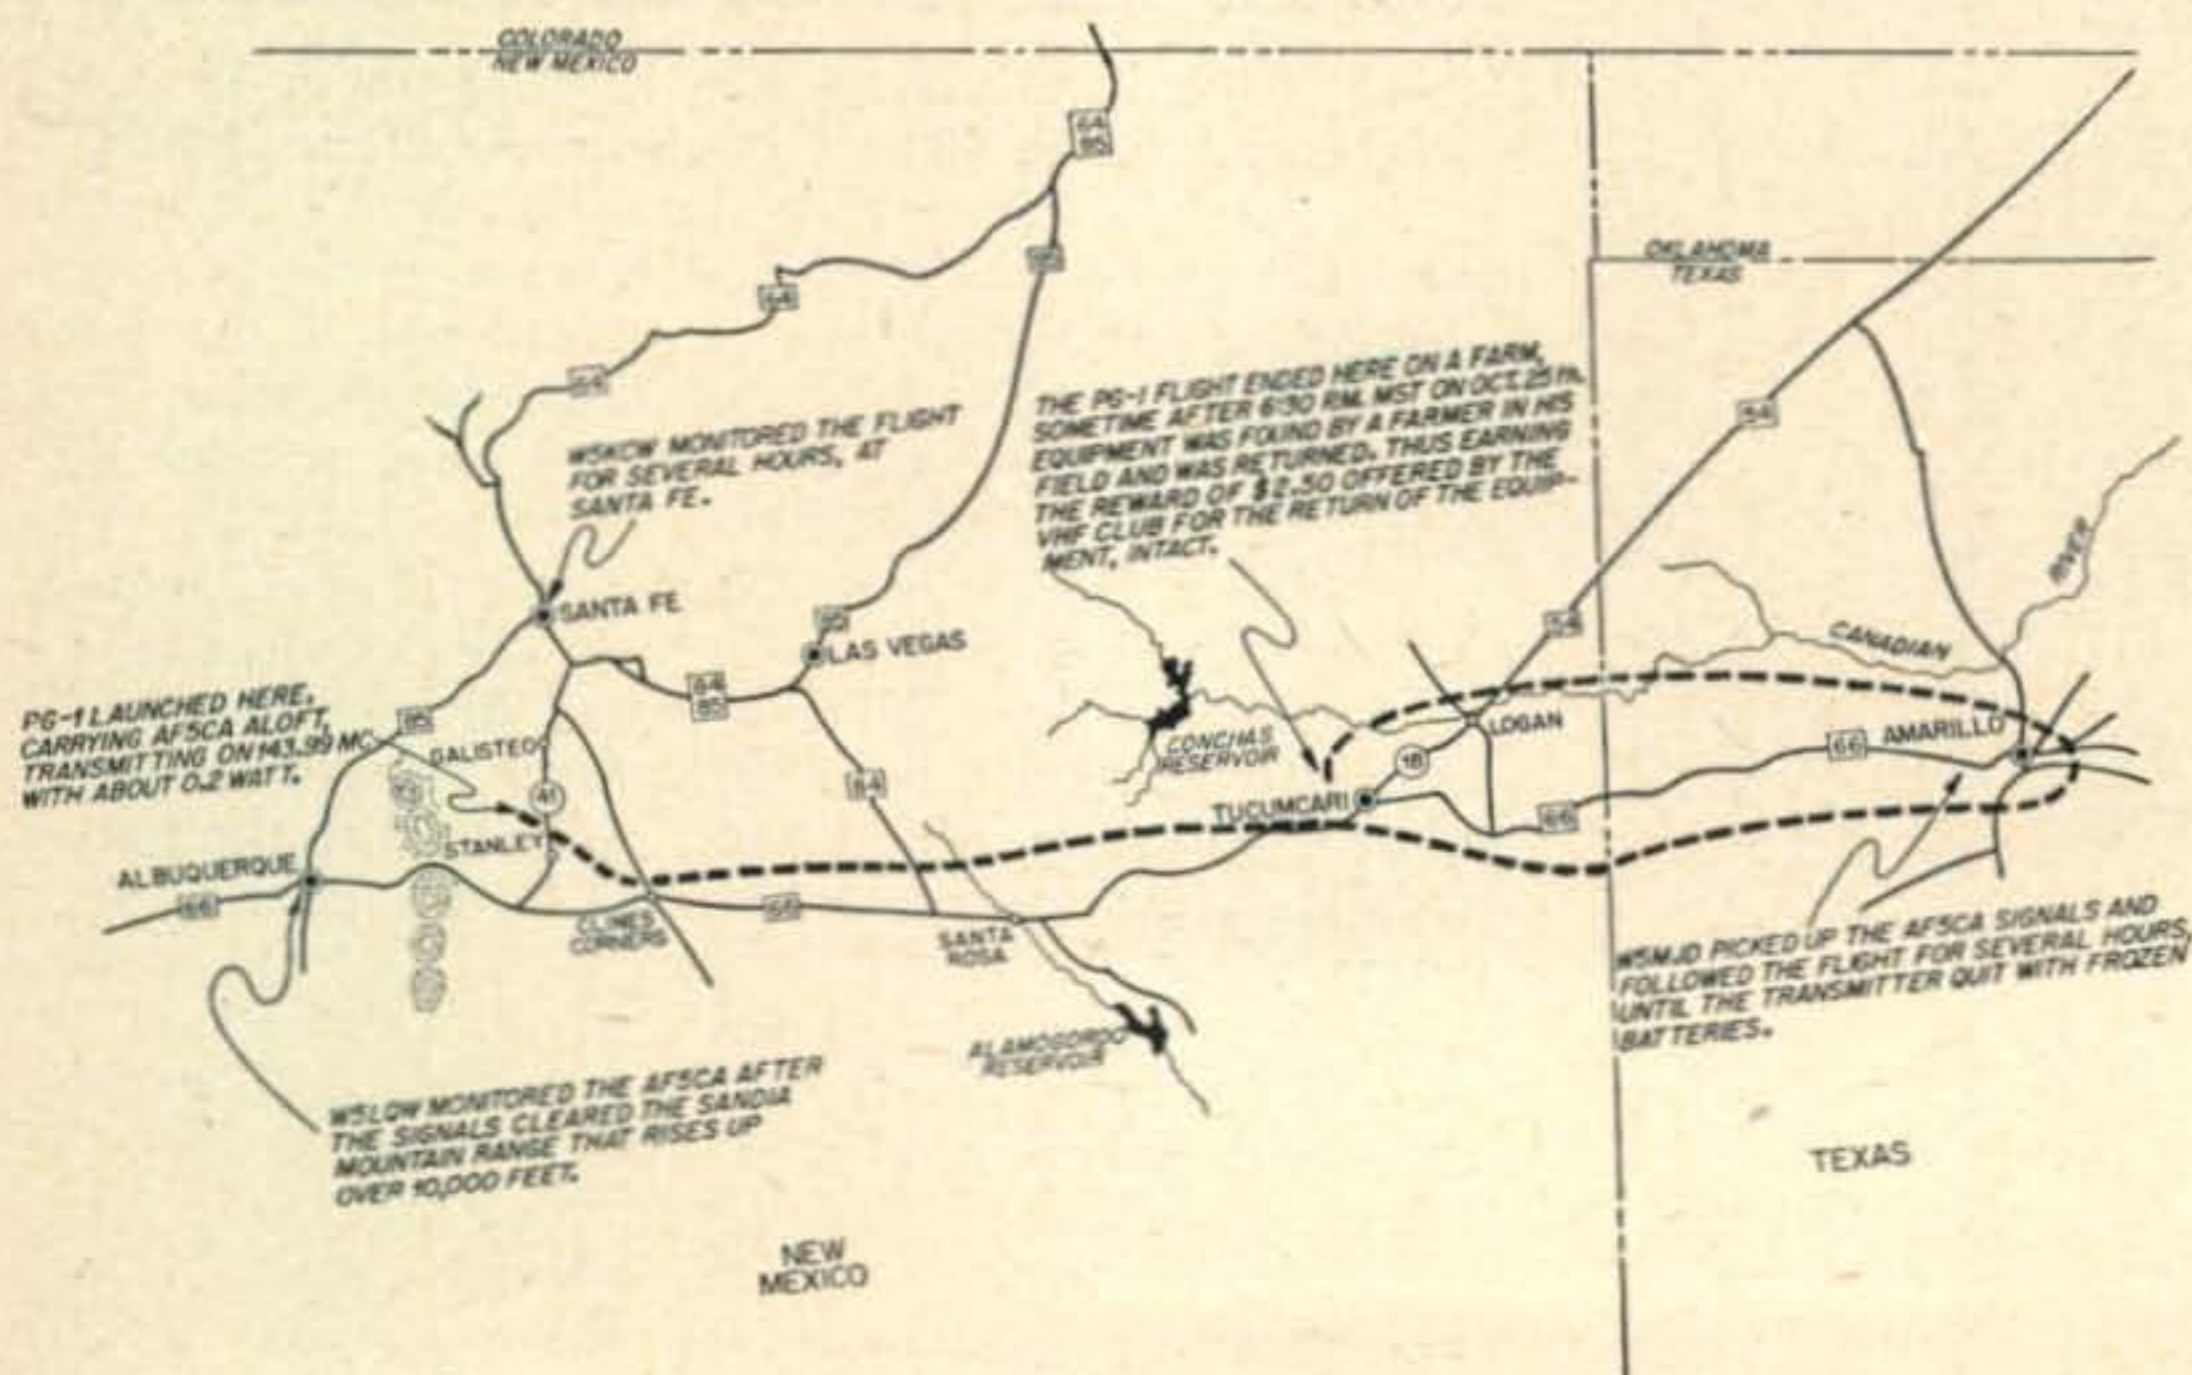 COLORADO
NEW MEXICO
64
85
OKLAHOMA
TEXAS
64
64
54
THE PG-1 FLIGHT ENDED HERE ON A FARM,
SOMETIME AFTER 6:30 P.M. MST ON OCT. 25TH.
EQUIPMENT WAS FOUND BY A FARMER IN HIS
FIELD AND WAS RETURNED. THUS EARNING
THE REWARD OF $2.50 OFFERED BY THE
VHF CLUB FOR THE RETURN OF THE EQUIP-
MENT, INTACT.
W5KCW MONITORED THE FLIGHT
FOR SEVERAL HOURS, AT
SANTA FE.
RIVER
SANTA FE
85
54
LAS VEGAS
CANADIAN
84
85
PG-1 LAUNCHED HERE,
CARRYING AF5CA ALOFT,
TRANSMITTING ON 143.99 MC
WITH ABOUT 0.2 WATT.
85
GALISTEO
CONCHAS
RESERVOIR
LOGAN
66
AMARILLO
18
84
41
TUCUMCARI
66
STANLEY
ALBUQUERQUE
66
CLINES
CORNERS
66
SANTA
ROSA
W5MJD PICKED UP THE AF5CA SIGNALS AND
FOLLOWED THE FLIGHT FOR SEVERAL HOURS,
UNTIL THE TRANSMITTER QUIT WITH FROZEN
BATTERIES.
ALAMOGORDO
RESERVOIR
W5LQW MONITORED THE AF5CA AFTER
THE SIGNALS CLEARED THE SANDIA
MOUNTAIN RANGE THAT RISES UP
OVER 10,000 FEET.
TEXAS
NEW
MEXICO